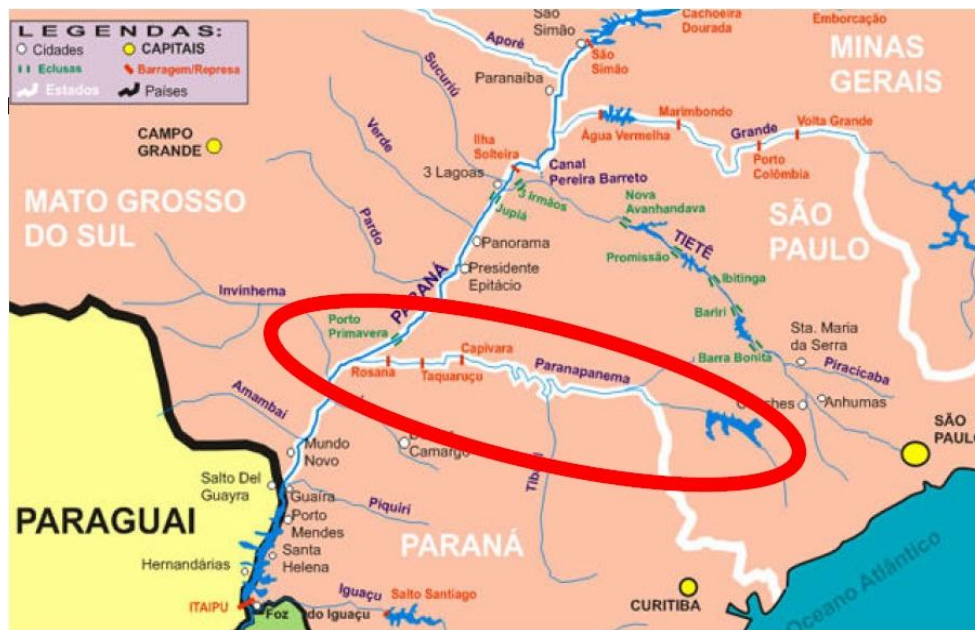 LEGENDAS:
Cidades
CAPITAIS
Eclusas
Barragem/Represa
Estados
Países
São
Simão
Cachoeira
Dourada
Emborcação
Aporé
São
Simão
MINAS
GERAIS
Sucuriú
Paranaíba
Verde
Marimbondo
Volta Grande
Água Vermelha
Grande
CAMPO
GRANDE
Ilha
Solteira
Canal
Pereira Barreto
Porto
Colômbia
3 Lagoas
3 Irmãos
Jupiá
Nova
Avanhandava
MATO GROSSO
DO SUL
SÃO
PAULO
Pardo
Panorama
TIETÊ
Promissão
Presidente
Epitácio
Ibitinga
Invinhema
PARANÁ
Bariri
Porto
Primavera
Sta. Maria
da Serra
Capivara
Barra Bonita
Rosana
Taquaruçu
Paranapanema
Piracicaba
Amambai
Anhumas
SÃO
PAUL
Camargo
Mundo
Novo
Salto Del
Guayra
Guaíra
Piquiri
Porto
Mendes
PARAGUAI
PARANÁ
Santa
Helena
Hernandárias
Iguaçu
Salto Santiago
ITAIPU
Foz do Iguaçu
CURITIBA
Oceano Atlântico